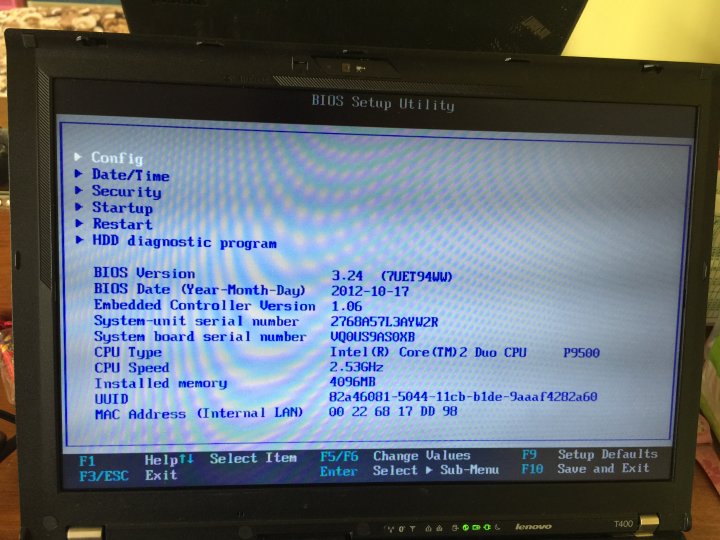 BIOS Setup Utility
Config
Date/Time
Security
Startup
Restart
HDD diagnostic program
BIOS Version 3.24 (7UET94WW)
BIOS Date (Year-Month-Day) 2012-10-17
Embedded Controller Version 1.06
System-unit serial number 2768A57L3AYW2R
System board serial number VQ0US9AS0XB
CPU Type Intel(R) Core(TM)2 Duo CPU P9500
CPU Speed 2.53GHz
Installed memory 4096MB
UUID 82a46081-5044-11cb-b1de-9aaaf4282a60
MAC Address (Internal LAN) 00 22 68 17 DD 98
F1 Help↑↓ Select Item F5/F6 Change Values F9 Setup Defaults
F3/ESC Exit Enter Select ▸ Sub-Menu F10 Save and Exit
lenovo T400